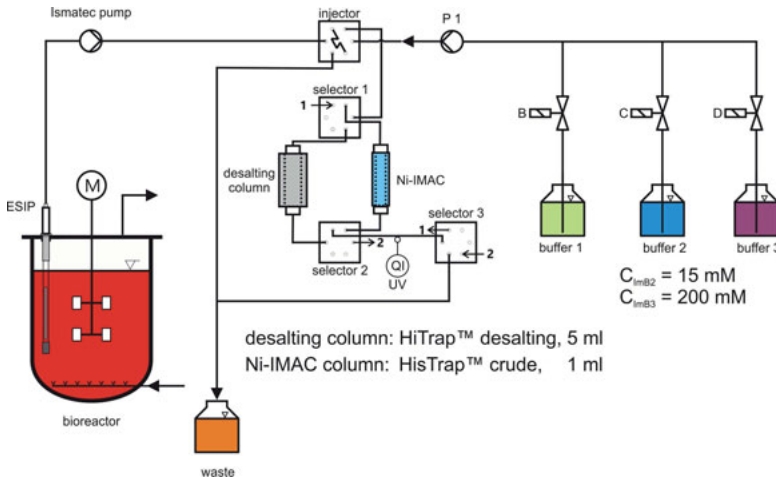 Ismatec pump
injector
P 1
selector 1
1
B
C
D
desalting
column
Ni-IMAC
ESIP
M
selector 3
1
2
2
selector 2
QI
UV
buffer 1
buffer 2
buffer 3
C_ImB2 = 15 mM
C_ImB3 = 200 mM
desalting column: HiTrap™ desalting, 5 ml
Ni-IMAC column: HisTrap™ crude, 1 ml
bioreactor
waste